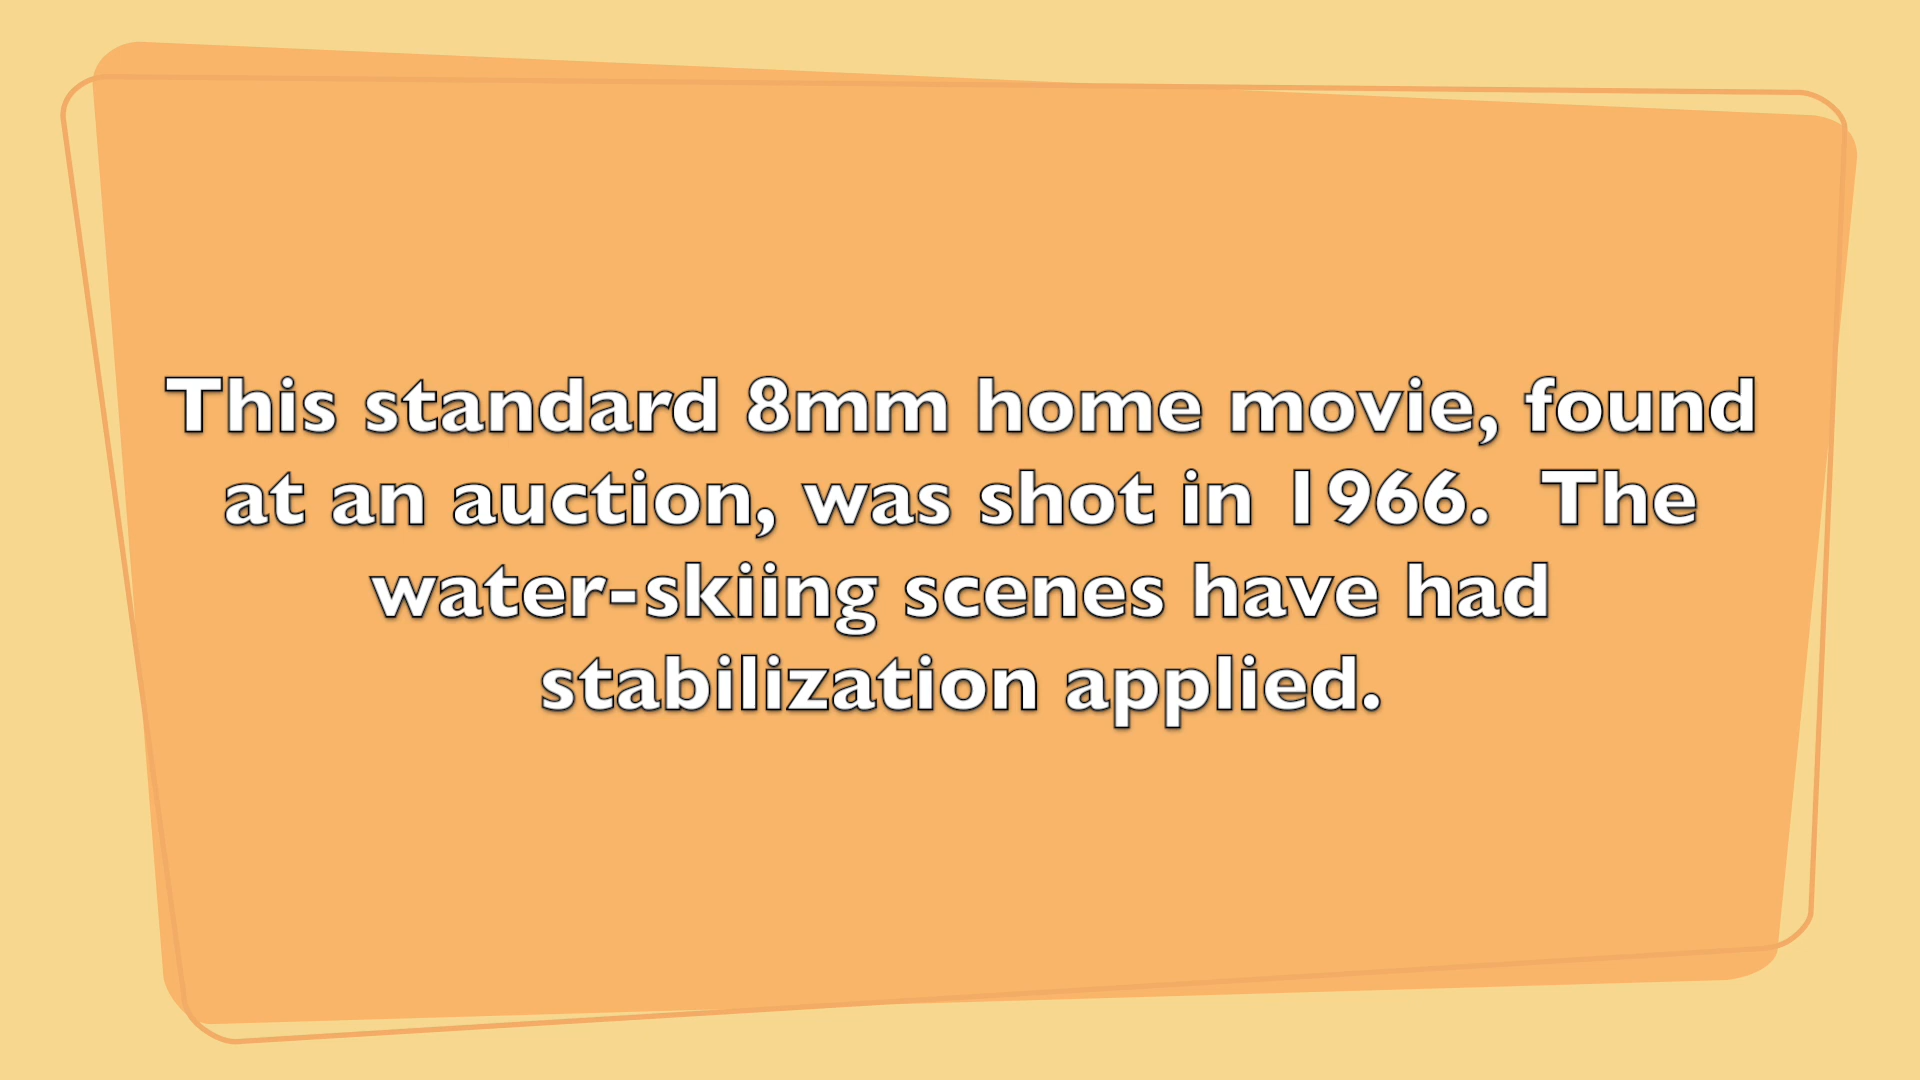 This standard 8mm home movie, found
at an auction, was shot in 1966.  The
water-skiing scenes have had
stabilization applied.